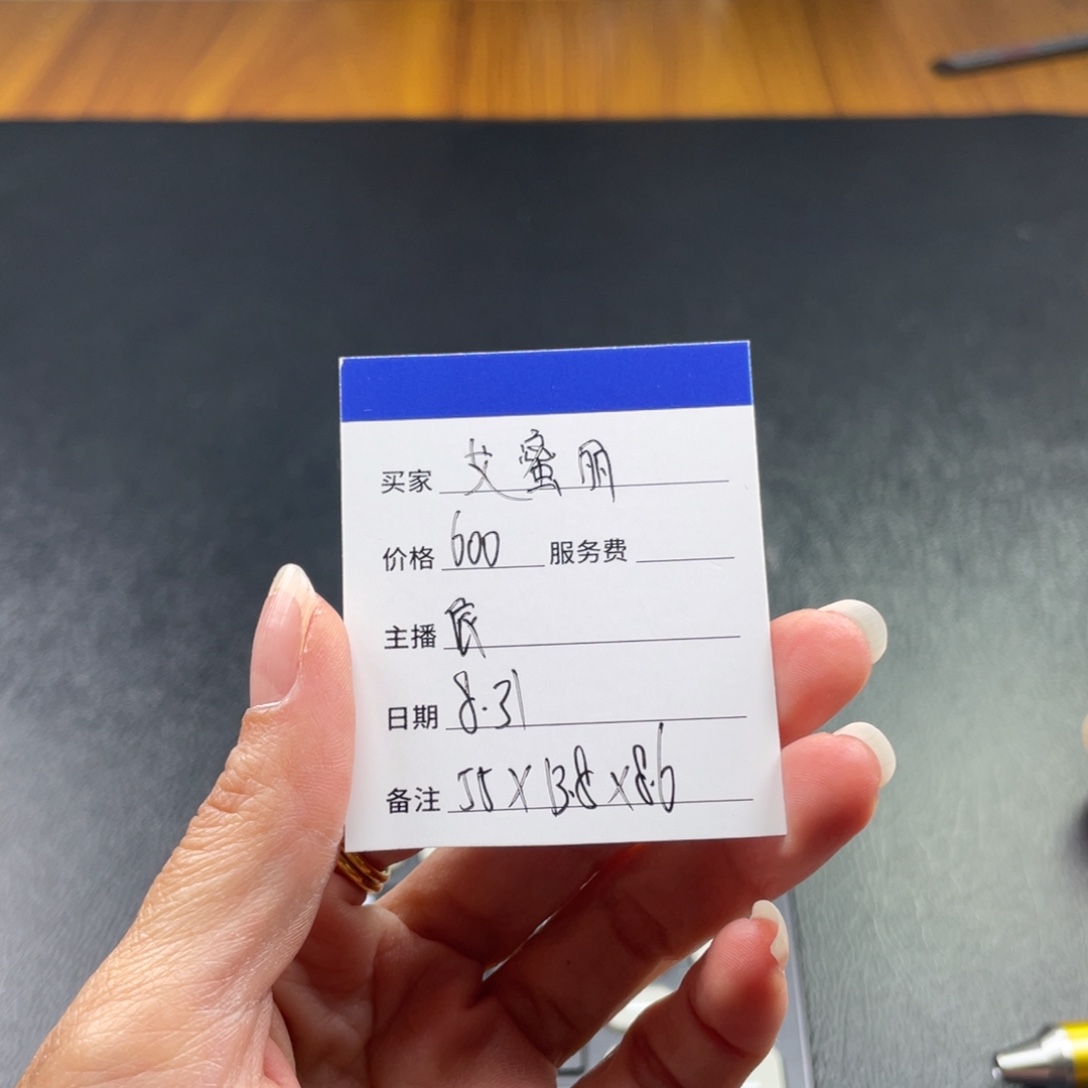 买家 艾蜜丽
价格 600 服务费
主播
日期 8.31
备注 55 X 13.8 X 8.6